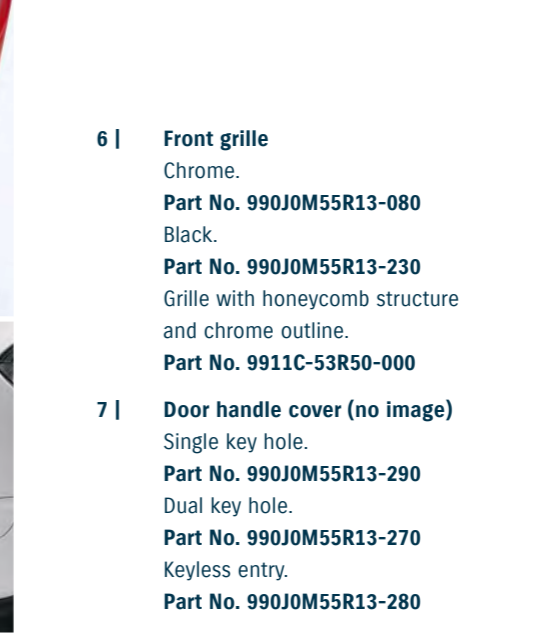 6 | Front grille
Chrome.
Part No. 990J0M55R13-080
Black.
Part No. 990J0M55R13-230
Grille with honeycomb structure
and chrome outline.
Part No. 9911C-53R50-000
7 | Door handle cover (no image)
Single key hole.
Part No. 990J0M55R13-290
Dual key hole.
Part No. 990J0M55R13-270
Keyless entry.
Part No. 990J0M55R13-280